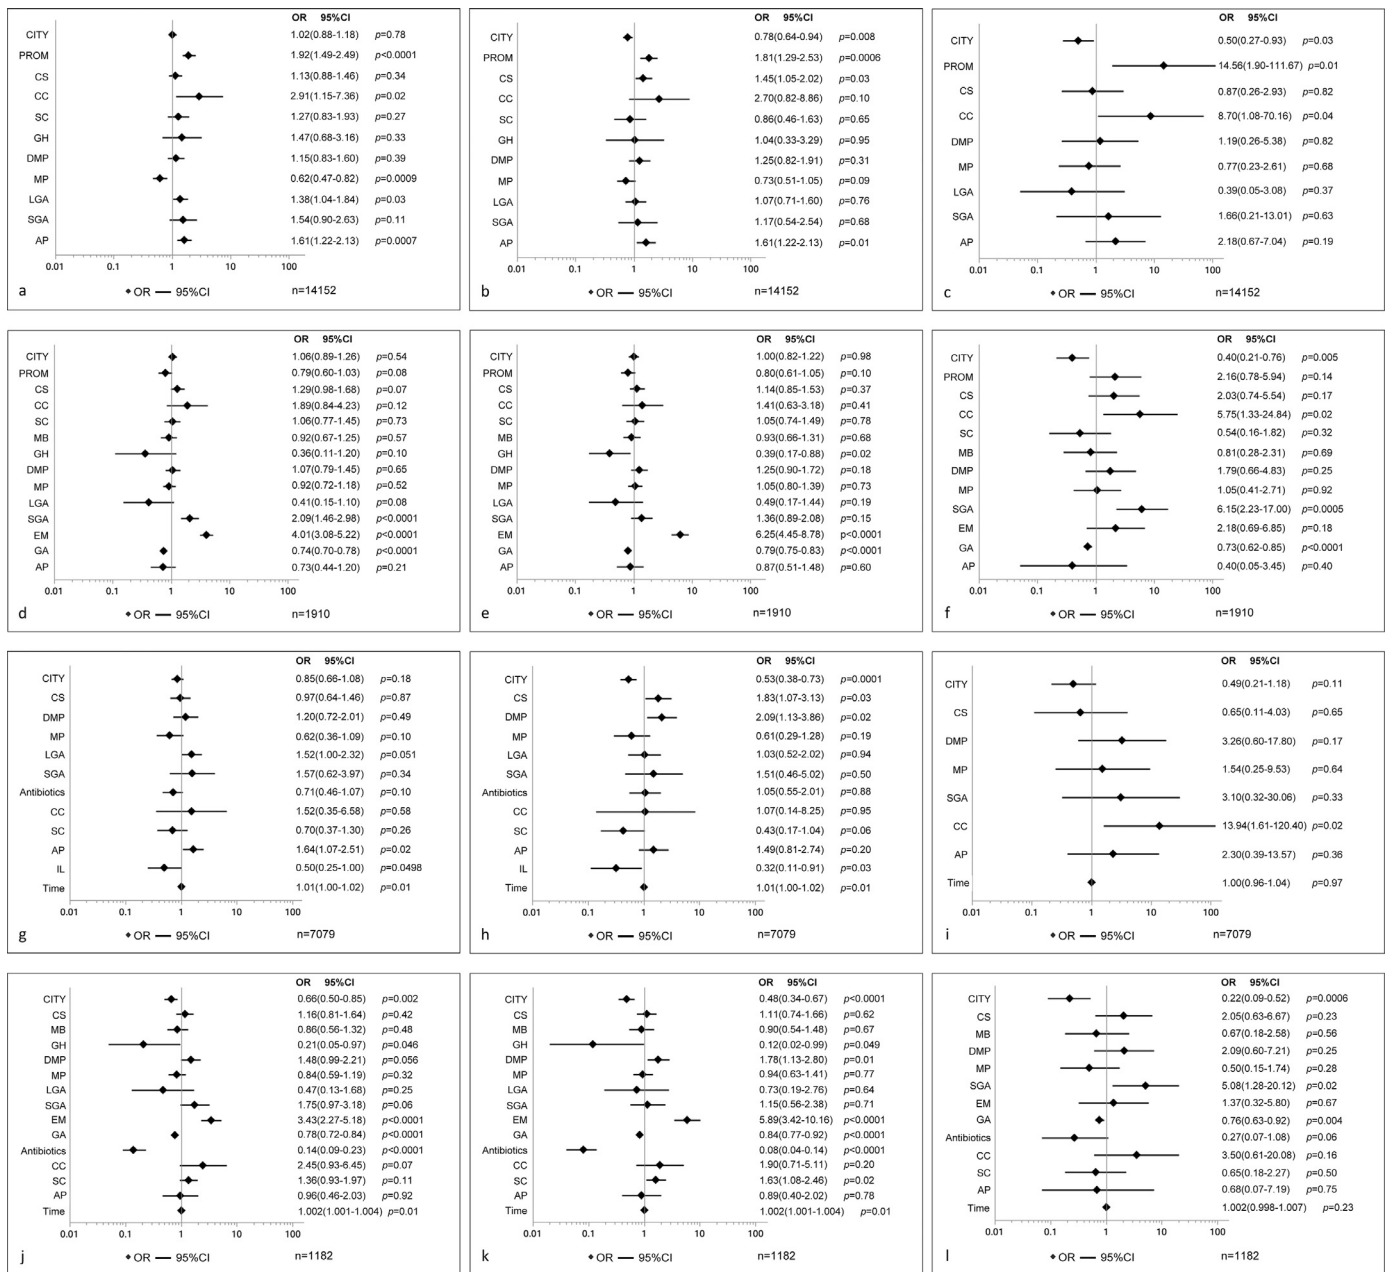 OR 95%CI
CITY 1.02(0.88-1.18) p=0.78
PROM 1.92(1.49-2.49) p<0.0001
CS 1.13(0.88-1.46) p=0.34
CC 2.91(1.15-7.36) p=0.02
SC 1.27(0.83-1.93) p=0.27
GH 1.47(0.68-3.16) p=0.33
DMP 1.15(0.83-1.60) p=0.39
MP 0.62(0.47-0.82) p=0.0009
LGA 1.38(1.04-1.84) p=0.03
SGA 1.54(0.90-2.63) p=0.11
AP 1.61(1.22-2.13) p=0.0007
0.01 0.1 1 10 100
a ◆ OR — 95%CI n=14152
OR 95%CI
CITY 0.78(0.64-0.94) p=0.008
PROM 1.81(1.29-2.53) p=0.0006
CS 1.45(1.05-2.02) p=0.03
CC 2.70(0.82-8.86) p=0.10
SC 0.86(0.46-1.63) p=0.65
GH 1.04(0.33-3.29) p=0.95
DMP 1.25(0.82-1.91) p=0.31
MP 0.73(0.51-1.05) p=0.09
LGA 1.07(0.71-1.60) p=0.76
SGA 1.17(0.54-2.54) p=0.68
AP 1.61(1.22-2.13) p=0.01
0.01 0.1 1 10 100
b ◆ OR — 95%CI n=14152
OR 95%CI
CITY 0.50(0.27-0.93) p=0.03
PROM 14.56(1.90-111.67) p=0.01
CS 0.87(0.26-2.93) p=0.82
CC 8.70(1.08-70.16) p=0.04
DMP 1.19(0.26-5.38) p=0.82
MP 0.77(0.23-2.61) p=0.68
LGA 0.39(0.05-3.08) p=0.37
SGA 1.66(0.21-13.01) p=0.63
AP 2.18(0.67-7.04) p=0.19
0.01 0.1 1 10 100
c ◆ OR — 95%CI n=14152
OR 95%CI
CITY 1.06(0.89-1.26) p=0.54
PROM 0.79(0.60-1.03) p=0.08
CS 1.29(0.98-1.68) p=0.07
CC 1.89(0.84-4.23) p=0.12
SC 1.06(0.77-1.45) p=0.73
MB 0.92(0.67-1.25) p=0.57
GH 0.36(0.11-1.20) p=0.10
DMP 1.07(0.79-1.45) p=0.65
MP 0.92(0.72-1.18) p=0.52
LGA 0.41(0.15-1.10) p=0.08
SGA 2.09(1.46-2.98) p<0.0001
EM 4.01(3.08-5.22) p<0.0001
GA 0.74(0.70-0.78) p<0.0001
AP 0.73(0.44-1.20) p=0.21
0.01 0.1 1 10 100
d ◆ OR — 95%CI n=1910
OR 95%CI
CITY 1.00(0.82-1.22) p=0.98
PROM 0.80(0.61-1.05) p=0.10
CS 1.14(0.85-1.53) p=0.37
CC 1.41(0.63-3.18) p=0.41
SC 1.05(0.74-1.49) p=0.78
MB 0.93(0.66-1.31) p=0.68
GH 0.39(0.17-0.88) p=0.02
DMP 1.25(0.90-1.72) p=0.18
MP 1.05(0.80-1.39) p=0.73
LGA 0.49(0.17-1.44) p=0.19
SGA 1.36(0.89-2.08) p=0.15
EM 6.25(4.45-8.78) p<0.0001
GA 0.79(0.75-0.83) p<0.0001
AP 0.87(0.51-1.48) p=0.60
0.01 0.1 1 10 100
e ◆ OR — 95%CI n=1910
OR 95%CI
CITY 0.40(0.21-0.76) p=0.005
PROM 2.16(0.78-5.94) p=0.14
CS 2.03(0.74-5.54) p=0.17
CC 5.75(1.33-24.84) p=0.02
SC 0.54(0.16-1.82) p=0.32
MB 0.81(0.28-2.31) p=0.69
DMP 1.79(0.66-4.83) p=0.25
MP 1.05(0.41-2.71) p=0.92
SGA 6.15(2.23-17.00) p=0.0005
EM 2.18(0.69-6.85) p=0.18
GA 0.73(0.62-0.85) p<0.0001
AP 0.40(0.05-3.45) p=0.40
0.01 0.1 1 10 100
f ◆ OR — 95%CI n=1910
OR 95%CI
CITY 0.85(0.66-1.08) p=0.18
CS 0.97(0.64-1.46) p=0.87
DMP 1.20(0.72-2.01) p=0.49
MP 0.62(0.36-1.09) p=0.10
LGA 1.52(1.00-2.32) p=0.051
SGA 1.57(0.62-3.97) p=0.34
Antibiotics 0.71(0.46-1.07) p=0.10
CC 1.52(0.35-6.58) p=0.58
SC 0.70(0.37-1.30) p=0.26
AP 1.64(1.07-2.51) p=0.02
IL 0.50(0.25-1.00) p=0.0498
Time 1.01(1.00-1.02) p=0.01
0.01 0.1 1 10 100
g ◆ OR — 95%CI n=7079
OR 95%CI
CITY 0.53(0.38-0.73) p=0.0001
CS 1.83(1.07-3.13) p=0.03
DMP 2.09(1.13-3.86) p=0.02
MP 0.61(0.29-1.28) p=0.19
LGA 1.03(0.52-2.02) p=0.94
SGA 1.51(0.46-5.02) p=0.50
Antibiotics 1.05(0.55-2.01) p=0.88
CC 1.07(0.14-8.25) p=0.95
SC 0.43(0.17-1.04) p=0.06
AP 1.49(0.81-2.74) p=0.20
IL 0.32(0.11-0.91) p=0.03
Time 1.01(1.00-1.02) p=0.01
0.01 0.1 1 10 100
h ◆ OR — 95%CI n=7079
OR 95%CI
CITY 0.49(0.21-1.18) p=0.11
CS 0.65(0.11-4.03) p=0.65
DMP 3.26(0.60-17.80) p=0.17
MP 1.54(0.25-9.53) p=0.64
SGA 3.10(0.32-30.06) p=0.33
CC 13.94(1.61-120.40) p=0.02
AP 2.30(0.39-13.57) p=0.36
Time 1.00(0.96-1.04) p=0.97
0.01 0.1 1 10 100
i ◆ OR — 95%CI n=7079
OR 95%CI
CITY 0.66(0.50-0.85) p=0.002
CS 1.16(0.81-1.64) p=0.42
MB 0.86(0.56-1.32) p=0.48
GH 0.21(0.05-0.97) p=0.046
DMP 1.48(0.99-2.21) p=0.056
MP 0.84(0.59-1.19) p=0.32
LGA 0.47(0.13-1.68) p=0.25
SGA 1.75(0.97-3.18) p=0.06
EM 3.43(2.27-5.18) p<0.0001
GA 0.78(0.72-0.84) p<0.0001
Antibiotics 0.14(0.09-0.23) p<0.0001
CC 2.45(0.93-6.45) p=0.07
SC 1.36(0.93-1.97) p=0.11
AP 0.96(0.46-2.03) p=0.92
Time 1.002(1.001-1.004) p=0.01
0.01 0.1 1 10 100
j ◆ OR — 95%CI n=1182
OR 95%CI
CITY 0.48(0.34-0.67) p<0.0001
CS 1.11(0.74-1.66) p=0.62
MB 0.90(0.54-1.48) p=0.67
GH 0.12(0.02-0.99) p=0.049
DMP 1.78(1.13-2.80) p=0.01
MP 0.94(0.63-1.41) p=0.77
LGA 0.73(0.19-2.76) p=0.64
SGA 1.15(0.56-2.38) p=0.71
EM 5.89(3.42-10.16) p<0.0001
GA 0.84(0.77-0.92) p<0.0001
Antibiotics 0.08(0.04-0.14) p<0.0001
CC 1.90(0.71-5.11) p=0.20
SC 1.63(1.08-2.46) p=0.02
AP 0.89(0.40-2.02) p=0.78
Time 1.002(1.001-1.004) p=0.01
0.01 0.1 1 10 100
k ◆ OR — 95%CI n=1182
OR 95%CI
CITY 0.22(0.09-0.52) p=0.0006
CS 2.05(0.63-6.67) p=0.23
MB 0.67(0.18-2.58) p=0.56
DMP 2.09(0.60-7.21) p=0.25
MP 0.50(0.15-1.74) p=0.28
SGA 5.08(1.28-20.12) p=0.02
EM 1.37(0.32-5.80) p=0.67
GA 0.76(0.63-0.92) p=0.004
Antibiotics 0.27(0.07-1.08) p=0.06
CC 3.50(0.61-20.08) p=0.16
SC 0.65(0.18-2.27) p=0.50
AP 0.68(0.07-7.19) p=0.75
Time 1.002(0.998-1.007) p=0.23
0.01 0.1 1 10 100
l ◆ OR — 95%CI n=1182